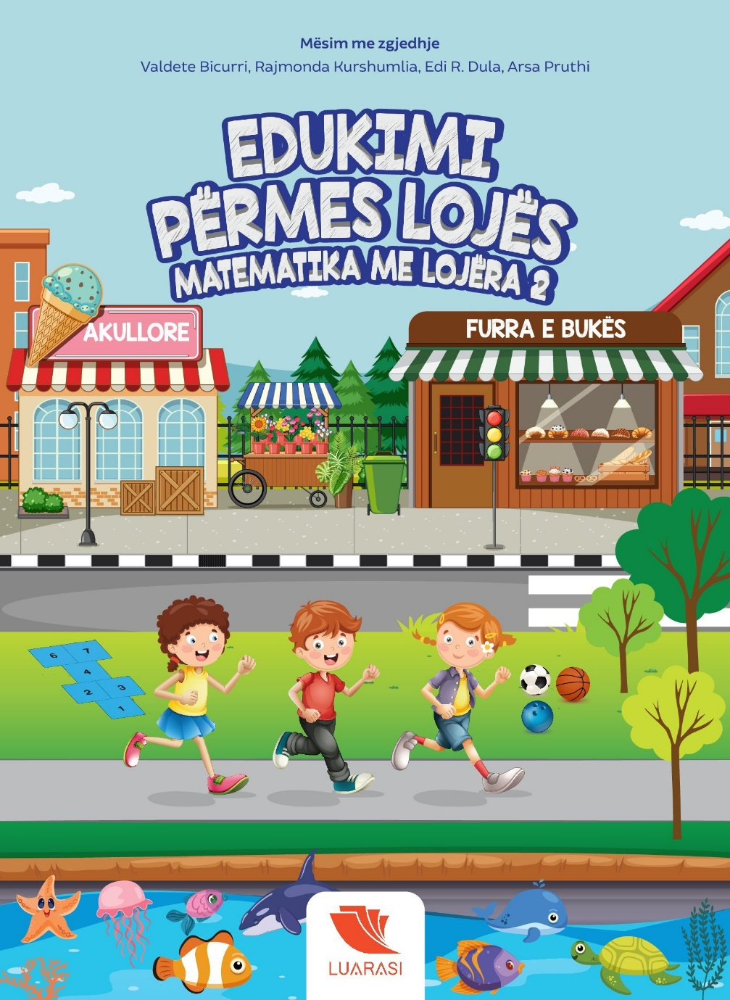 Mësim me zgjedhje
Valdete Bicurri, Rajmonda Kurshumlia, Edi R. Dula, Arsa Pruthi
EDUKIMI
PËRMES LOJËS
MATEMATIKA ME LOJËRA 2
AKULLORE
FURRA E BUKËS
6 7
4
2 3
1
LUARASI